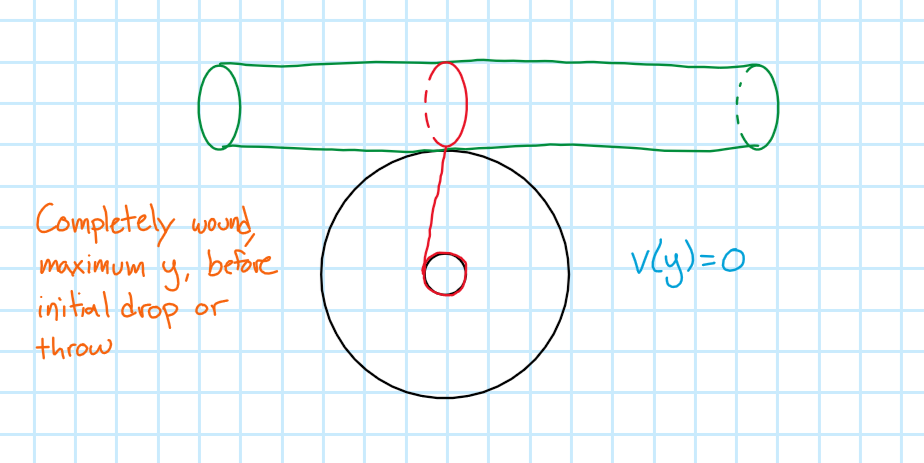 Completely wound,
maximum y, before
initial drop or
throw
v(y)=0